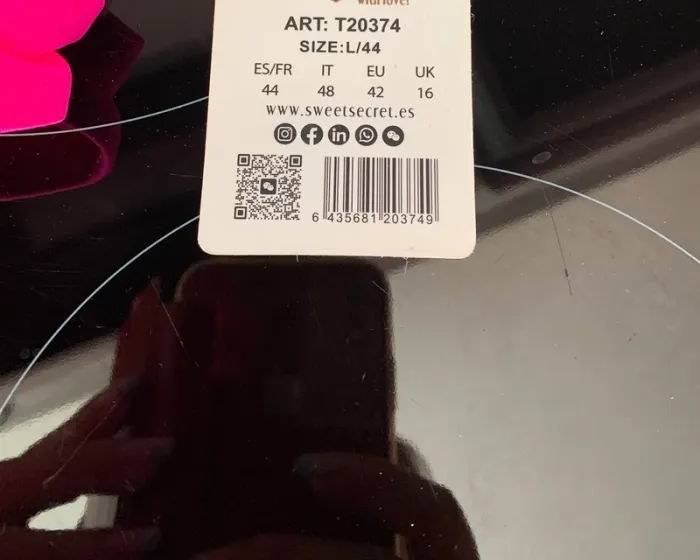 ART: T20374
SIZE:L/44
ES/FR IT EU UK
44 48 42 16
www.sweetsecret.es
6 435681 203749